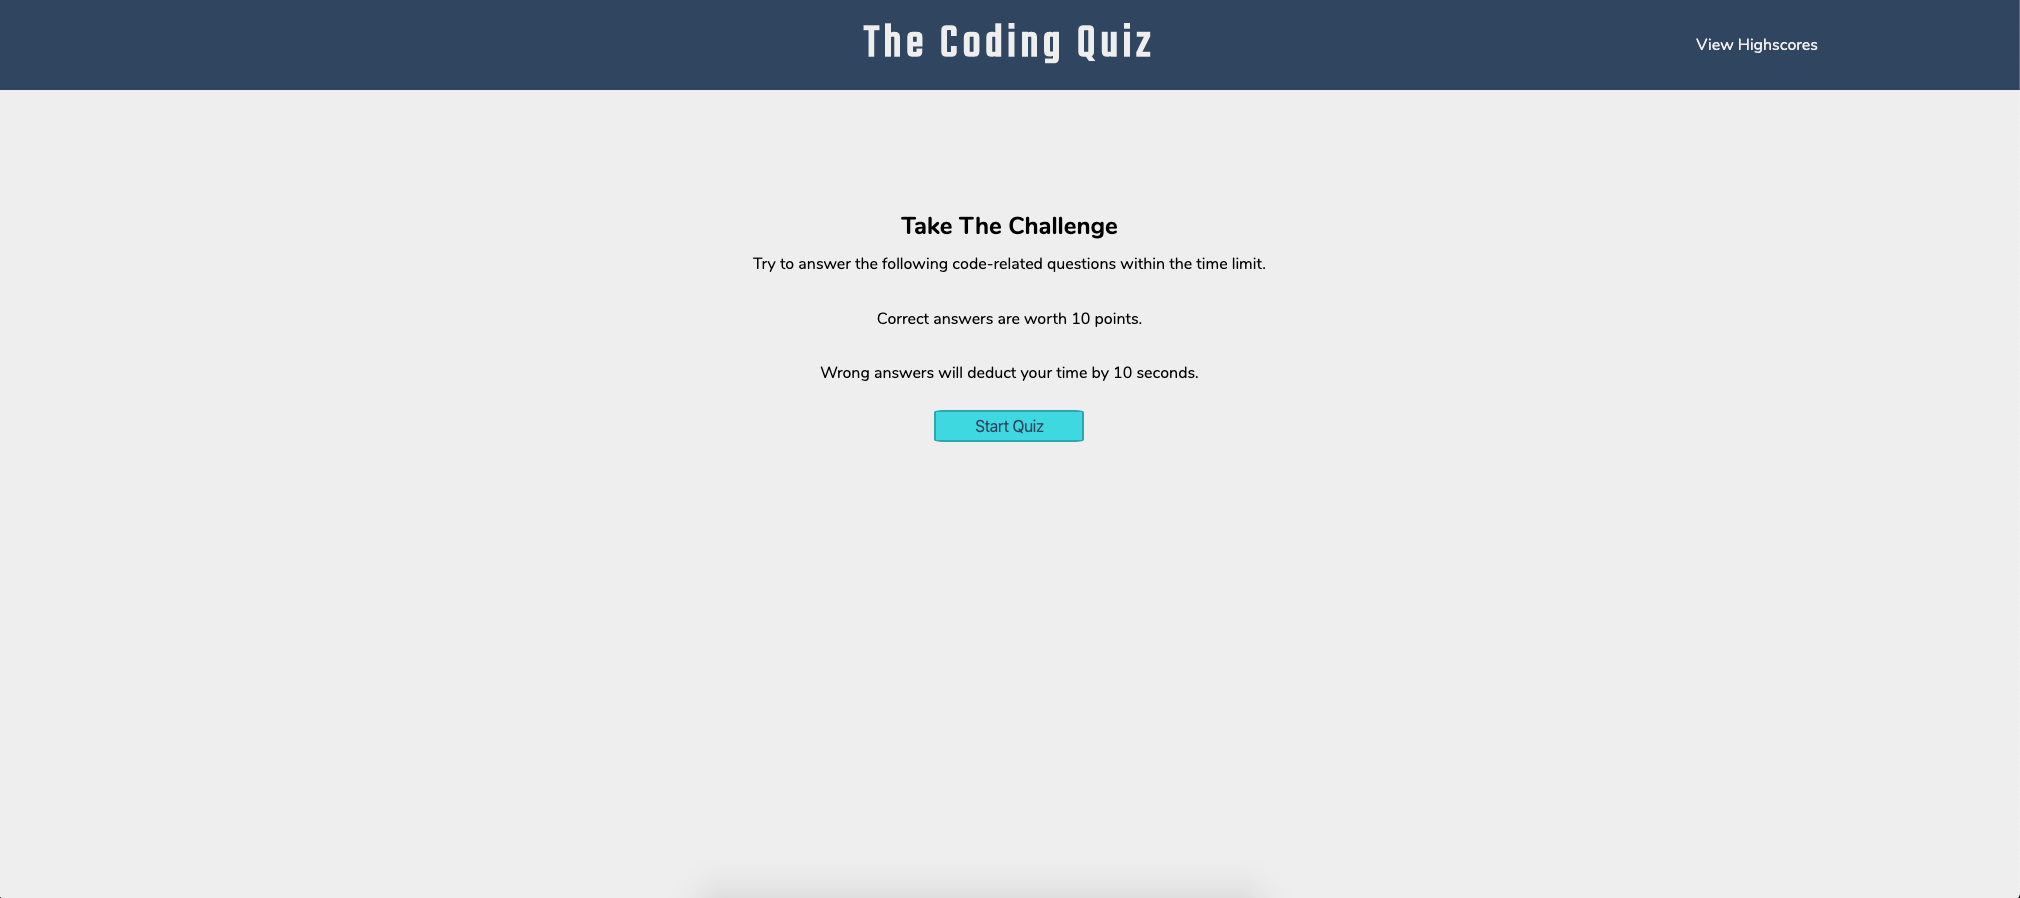 The Coding Quiz
View Highscores
Take The Challenge
Try to answer the following code-related questions within the time limit.
Correct answers are worth 10 points.
Wrong answers will deduct your time by 10 seconds.
Start Quiz